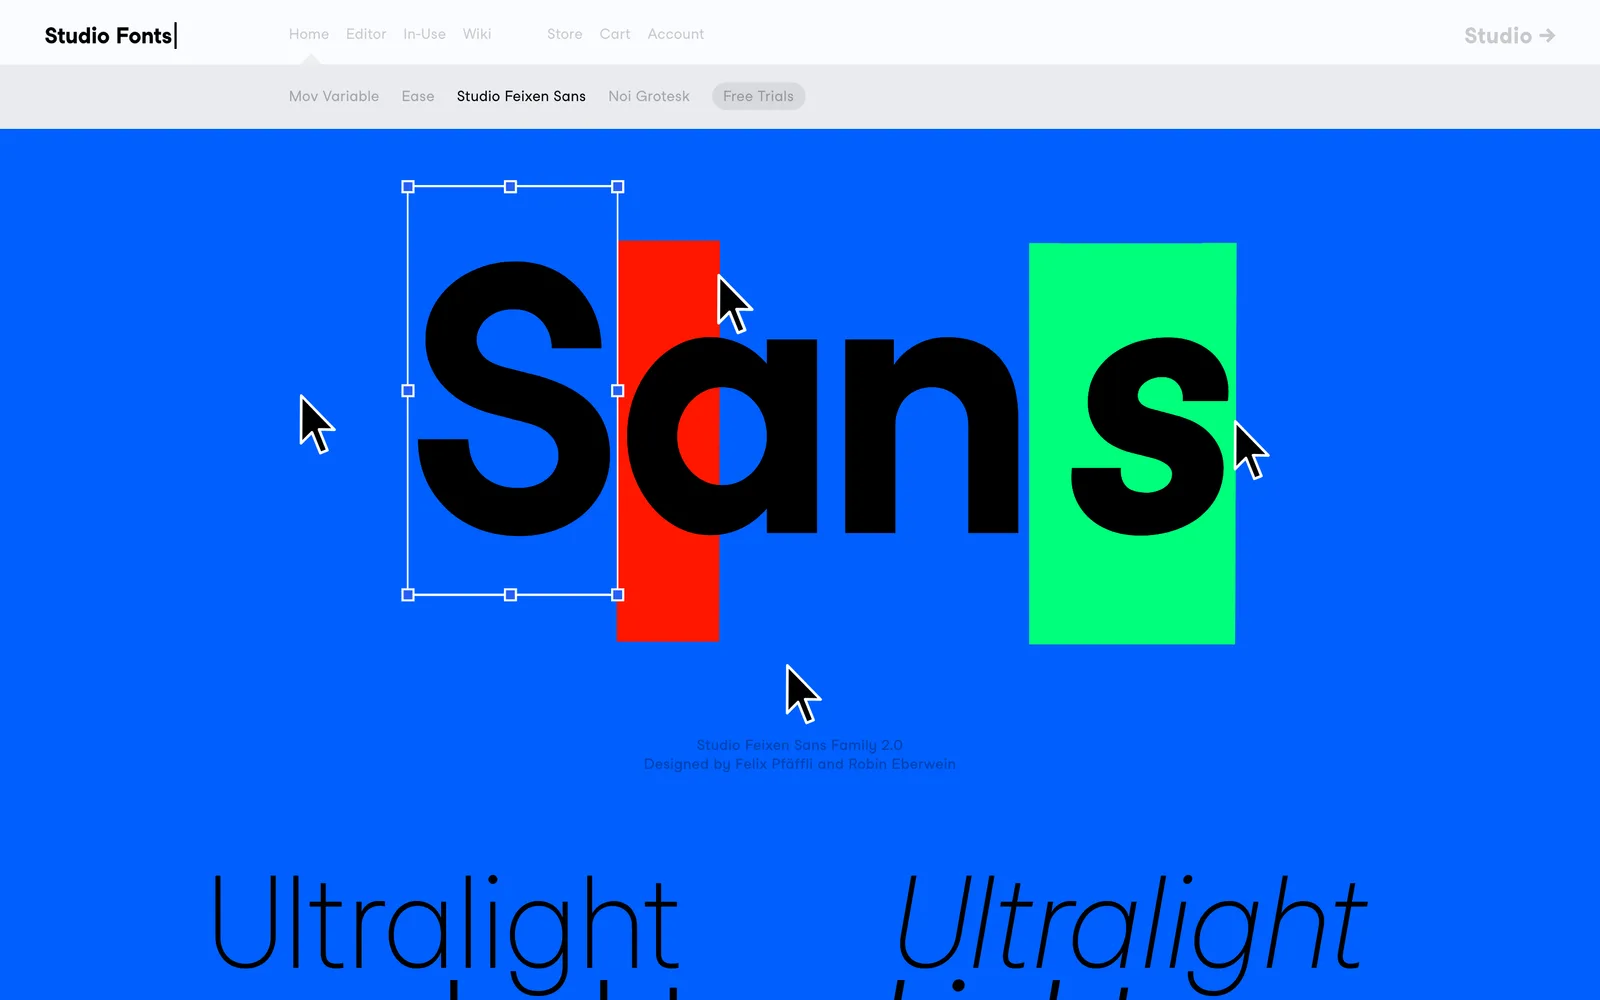 Studio Fonts
Home Editor In-Use Wiki Store Cart Account
Studio →
Mov Variable Ease Studio Feixen Sans Noi Grotesk Free Trials
Sans
Studio Feixen Sans Family 2.0
Designed by Felix Pfäffli and Robin Eberwein
Ultralight Ultralight